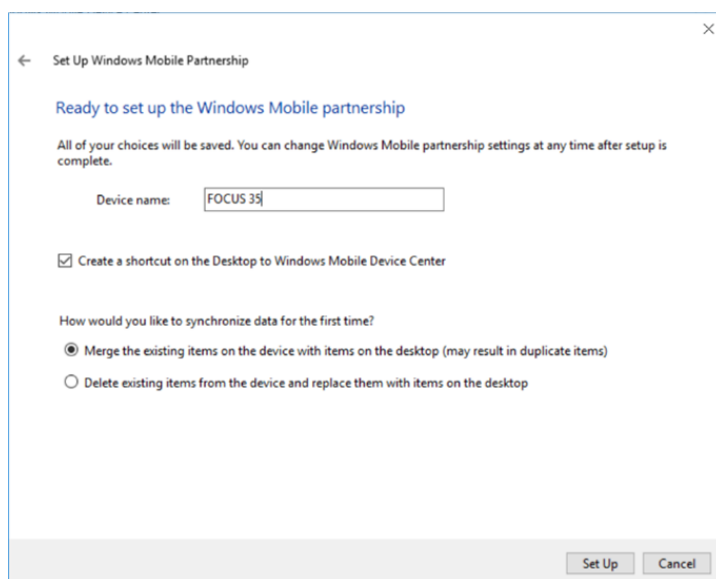 Set Up Windows Mobile Partnership
Ready to set up the Windows Mobile partnership
All of your choices will be saved. You can change Windows Mobile partnership settings at any time after setup is
complete.
Device name: FOCUS 35
Create a shortcut on the Desktop to Windows Mobile Device Center
How would you like to synchronize data for the first time?
Merge the existing items on the device with items on the desktop (may result in duplicate items)
Delete existing items from the device and replace them with items on the desktop
Set Up Cancel